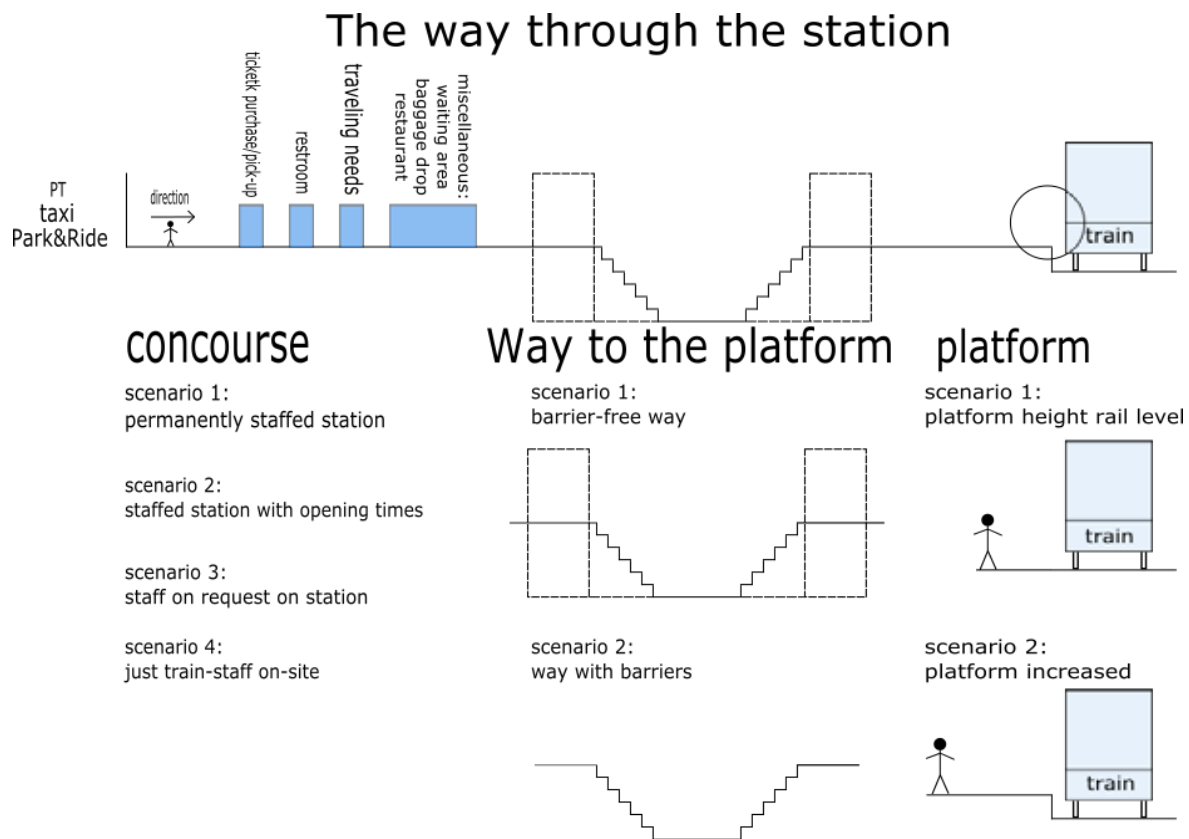 The way through the station
ticketk purchase/pick-up
restroom
traveling needs
miscellaneous:
waiting area
baggage drop
restaurant
PT
taxi
Park&Ride
direction
train
concourse
scenario 1:
permanently staffed station
scenario 2:
staffed station with opening times
scenario 3:
staff on request on station
scenario 4:
just train-staff on-site
Way to the platform
scenario 1:
barrier-free way
scenario 2:
way with barriers
platform
scenario 1:
platform height rail level
train
scenario 2:
platform increased
train